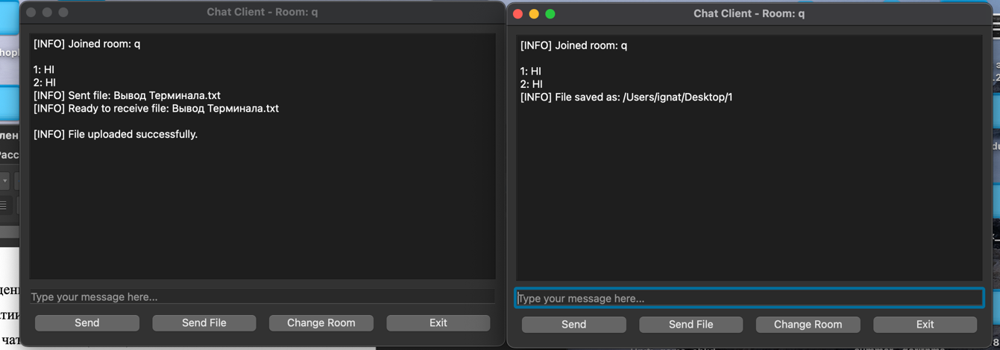 Chat Client - Room: q
[INFO] Joined room: q
1: HI
2: HI
[INFO] Sent file: Вывод Терминала.txt
[INFO] Ready to receive file: Вывод Терминала.txt
[INFO] File uploaded successfully.
Type your message here...
Send
Send File
Change Room
Exit
Chat Client - Room: q
[INFO] Joined room: q
1: HI
2: HI
[INFO] File saved as: /Users/ignat/Desktop/1
Type your message here...
Send
Send File
Change Room
Exit